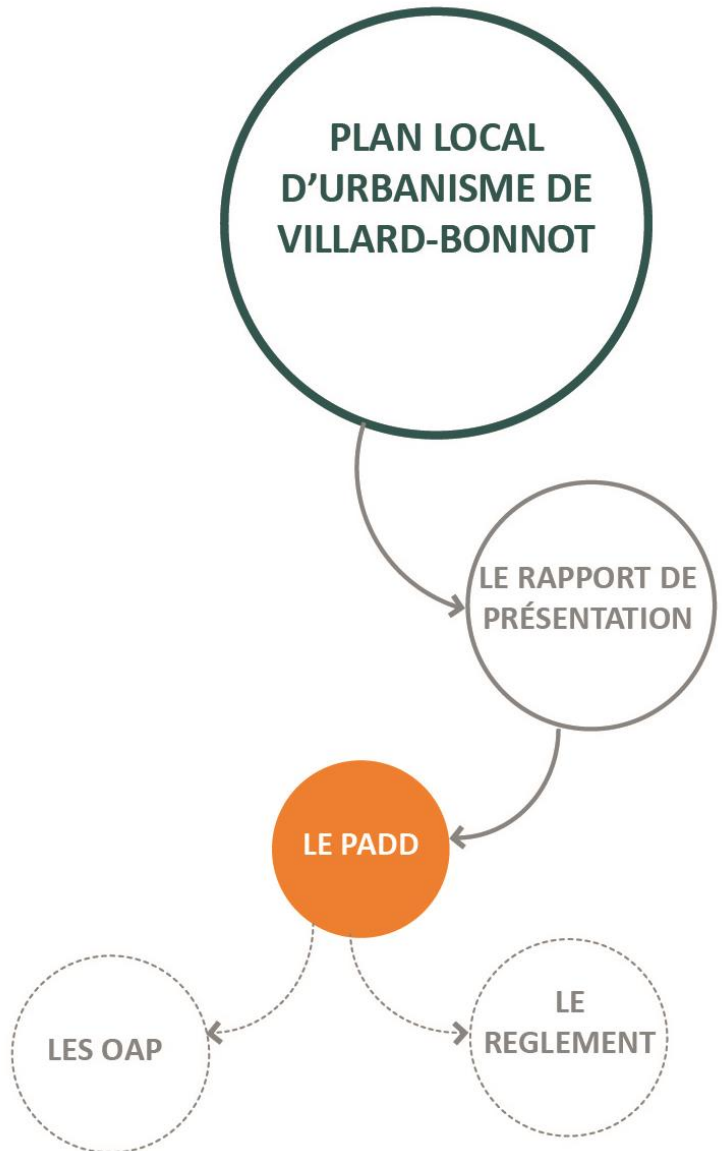 PLAN LOCAL
D’URBANISME DE
VILLARD-BONNOT
LE RAPPORT DE
PRÉSENTATION
LE PADD
LES OAP
LE
REGLEMENT